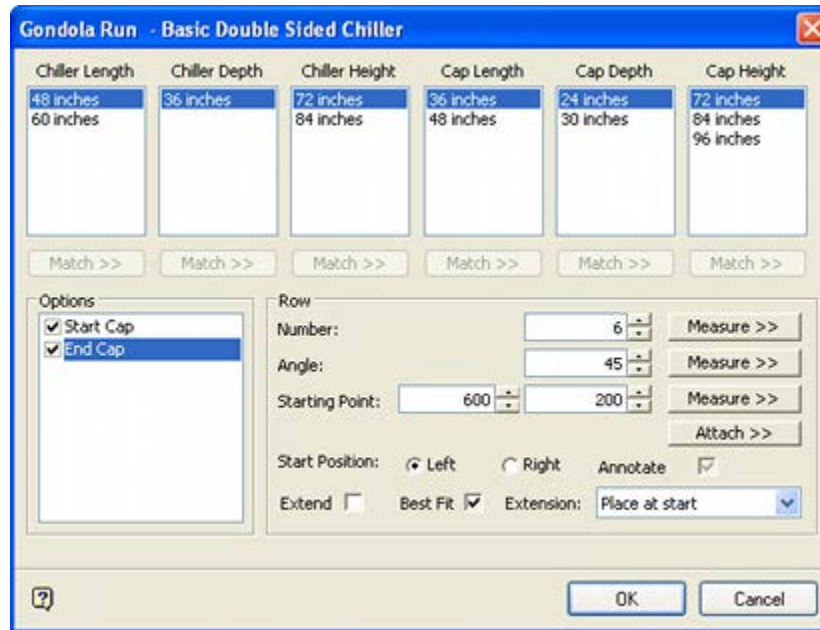 Gondola Run - Basic Double Sided Chiller
Chiller Length Chiller Depth Chiller Height Cap Length Cap Depth Cap Height
48 inches 36 inches 72 inches 36 inches 24 inches 72 inches
60 inches 84 inches 48 inches 30 inches 84 inches
96 inches
Match >> Match >> Match >> Match >> Match >> Match >>
Options Row
Start Cap Number: 6 Measure >>
End Cap
Angle: 45 Measure >>
Starting Point: 600 200 Measure >>
Attach >>
Start Position: Left Right Annotate
Extend Best Fit Extension: Place at start
? OK Cancel